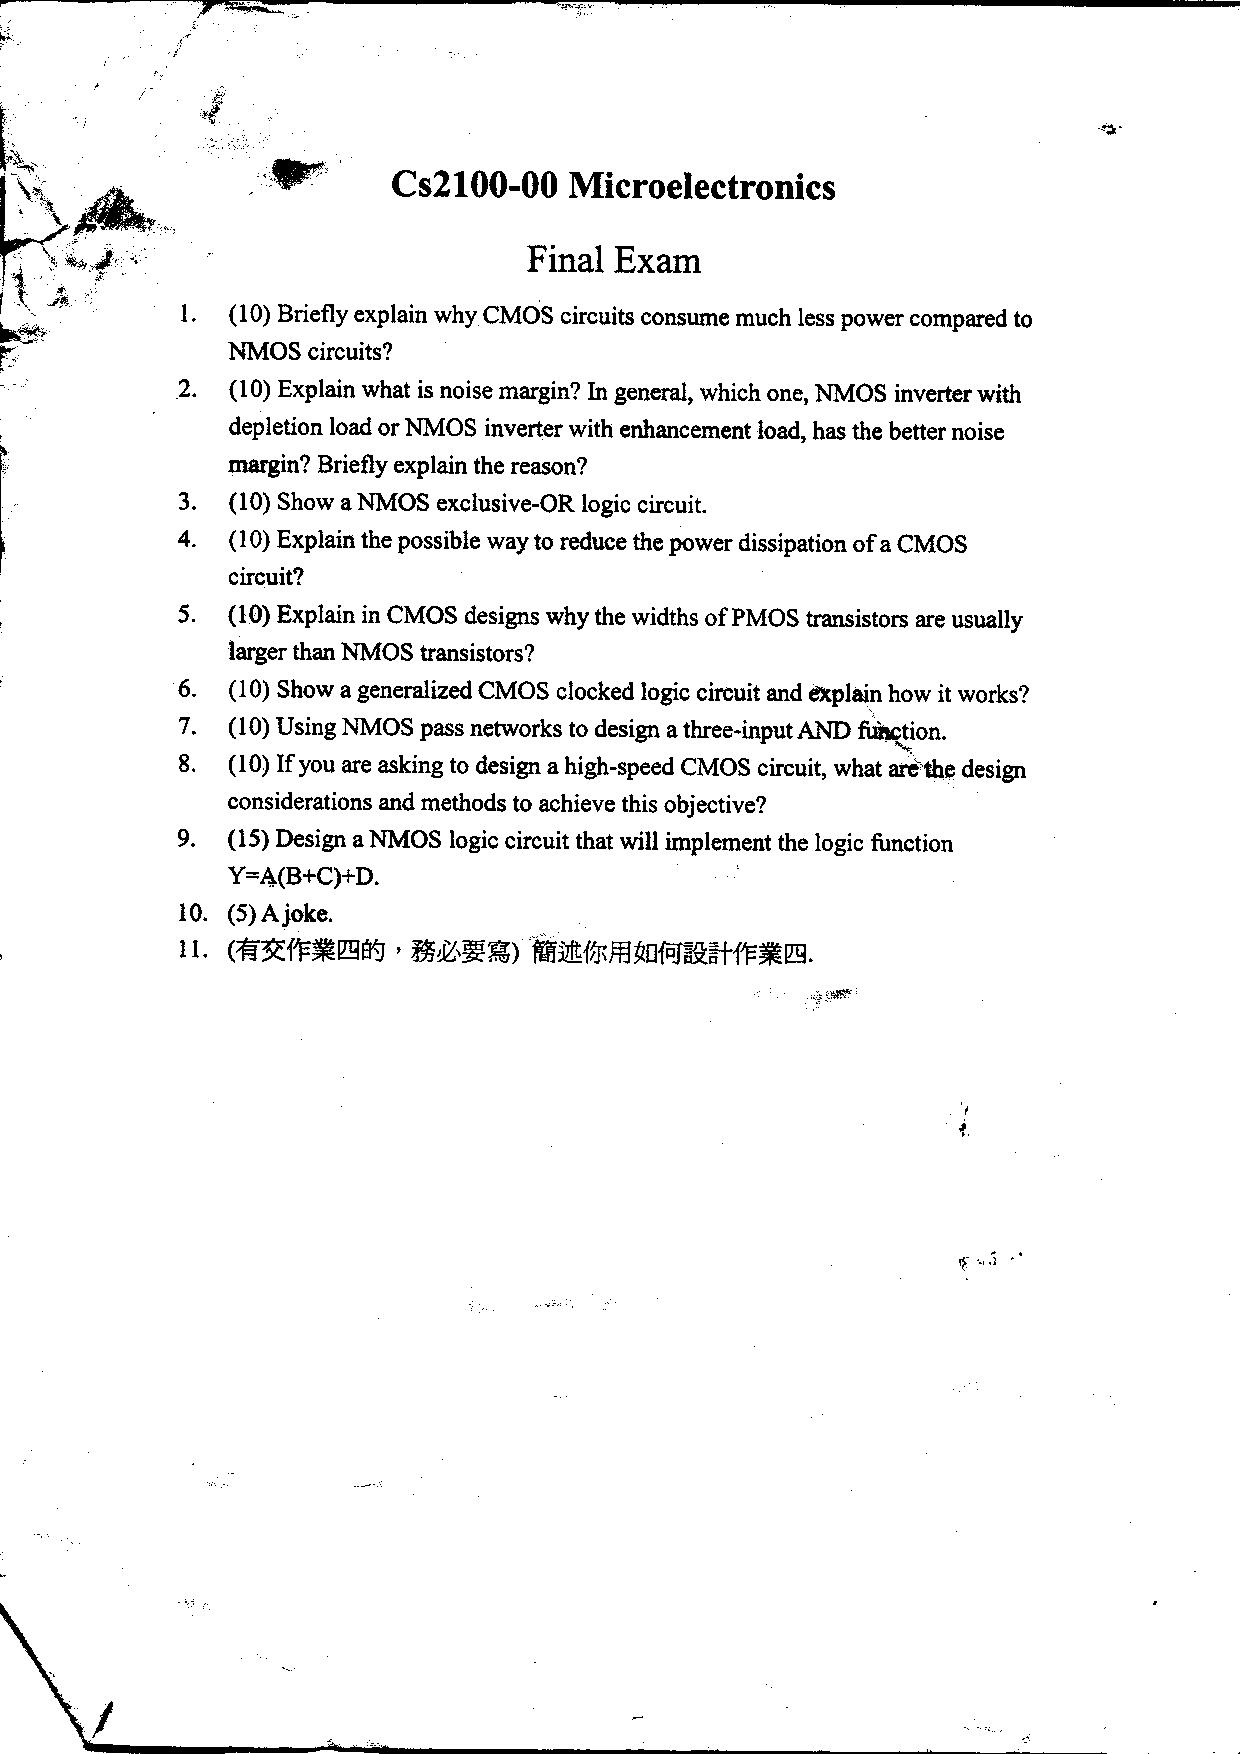 Cs2100-00 Microelectronics
Final Exam
1. (10) Briefly explain why CMOS circuits consume much less power compared to
NMOS circuits?
2. (10) Explain what is noise margin? In general, which one, NMOS inverter with
depletion load or NMOS inverter with enhancement load, has the better noise
margin? Briefly explain the reason?
3. (10) Show a NMOS exclusive-OR logic circuit.
4. (10) Explain the possible way to reduce the power dissipation of a CMOS
circuit?
5. (10) Explain in CMOS designs why the widths of PMOS transistors are usually
larger than NMOS transistors?
6. (10) Show a generalized CMOS clocked logic circuit and explain how it works?
7. (10) Using NMOS pass networks to design a three-input AND function.
8. (10) If you are asking to design a high-speed CMOS circuit, what are the design
considerations and methods to achieve this objective?
9. (15) Design a NMOS logic circuit that will implement the logic function
Y=A(B+C)+D.
10. (5) A joke.
11. (有交作業四的，務必要寫) 簡述你用如何設計作業四.